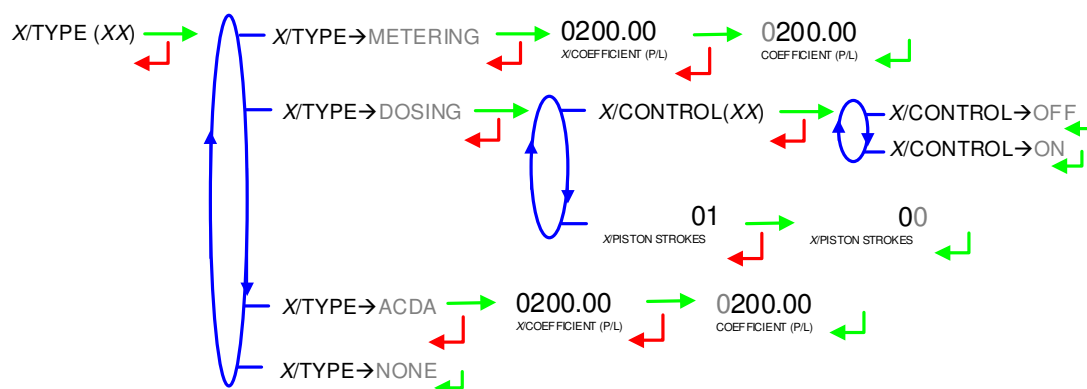 X/TYPE (XX)
X/TYPE→METERING
0200.00
X/COEFFICIENT (P/L)
0200.00
COEFFICIENT (P/L)
X/TYPE→DOSING
X/CONTROL(XX)
X/CONTROL→OFF
X/CONTROL→ON
01
X/PISTON STROKES
00
X/PISTON STROKES
X/TYPE→ACDA
0200.00
X/COEFFICIENT (P/L)
0200.00
COEFFICIENT (P/L)
X/TYPE→NONE